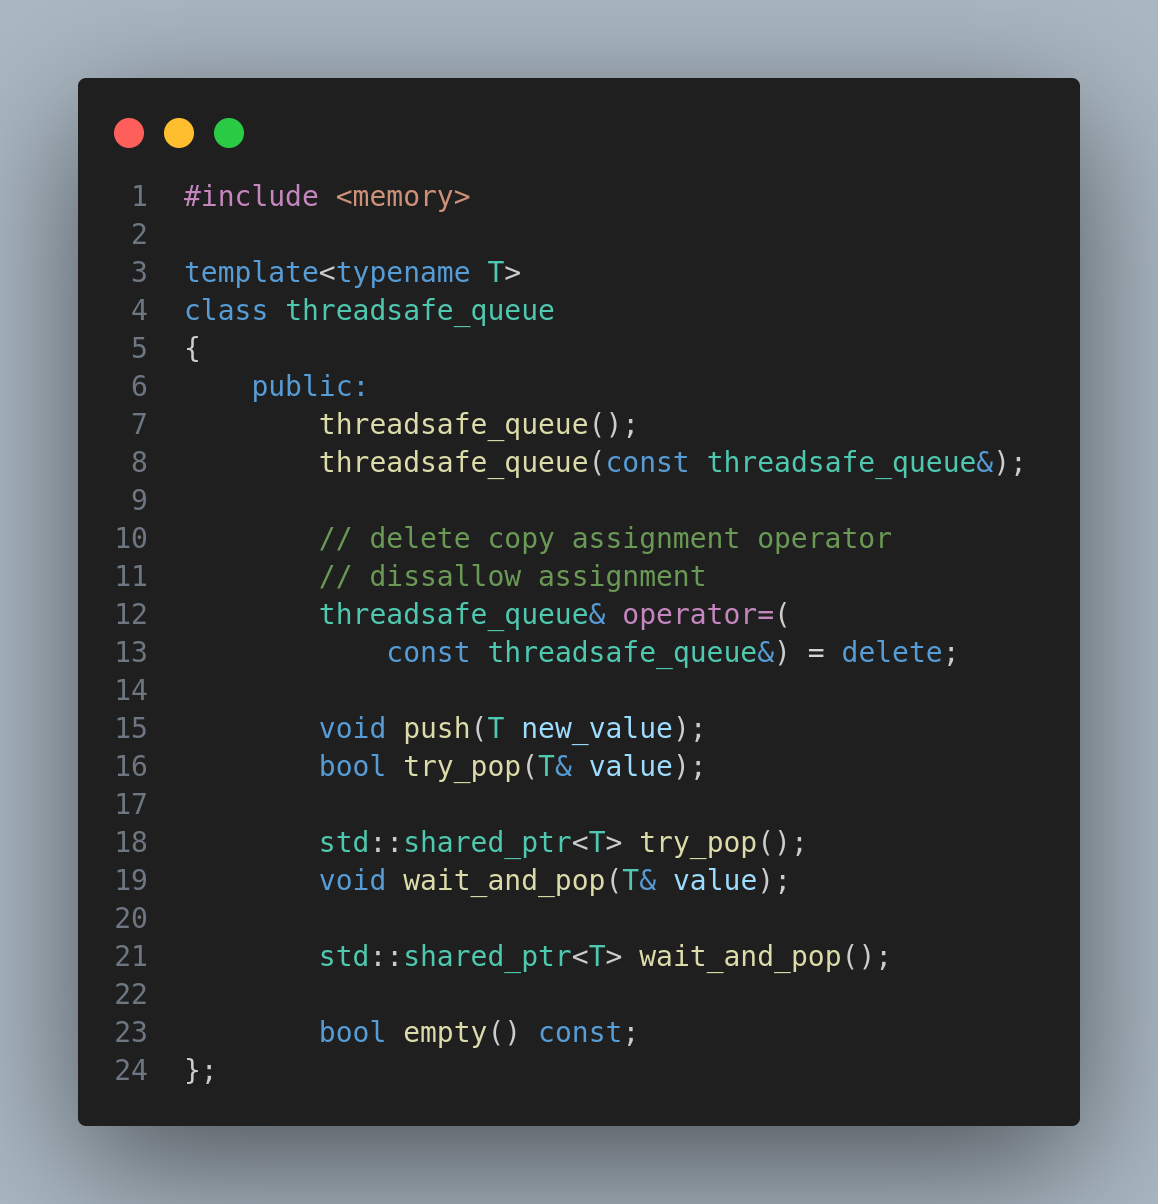 1 #include <memory>
2
3 template<typename T>
4 class threadsafe_queue
5 {
6     public:
7         threadsafe_queue();
8         threadsafe_queue(const threadsafe_queue&);
9
10         // delete copy assignment operator
11         // dissallow assignment
12         threadsafe_queue& operator=(
13             const threadsafe_queue&) = delete;
14
15         void push(T new_value);
16         bool try_pop(T& value);
17
18         std::shared_ptr<T> try_pop();
19         void wait_and_pop(T& value);
20
21         std::shared_ptr<T> wait_and_pop();
22
23         bool empty() const;
24 };